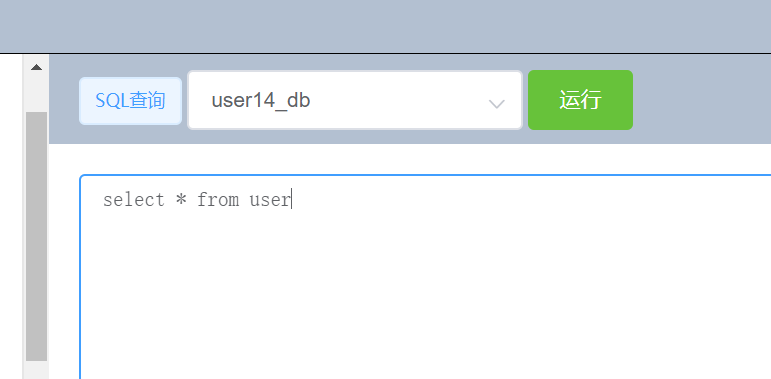 SQL查询 user14_db 运行
select * from user